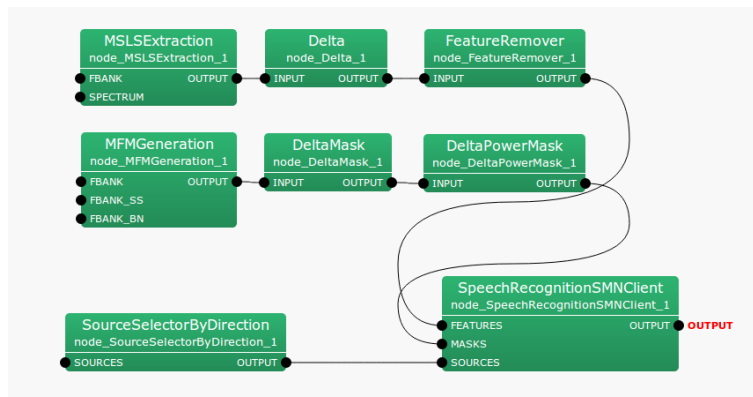 MSLSExtraction
node_MSLSExtraction_1
FBANK OUTPUT
SPECTRUM
Delta
node_Delta_1
INPUT OUTPUT
FeatureRemover
node_FeatureRemover_1
INPUT OUTPUT
MFMGeneration
node_MFMGeneration_1
FBANK OUTPUT
FBANK_SS
FBANK_BN
DeltaMask
node_DeltaMask_1
INPUT OUTPUT
DeltaPowerMask
node_DeltaPowerMask_1
INPUT OUTPUT
SourceSelectorByDirection
node_SourceSelectorByDirection_1
SOURCES OUTPUT
SpeechRecognitionSMNClient
node_SpeechRecognitionSMNClient_1
FEATURES OUTPUT OUTPUT
MASKS
SOURCES